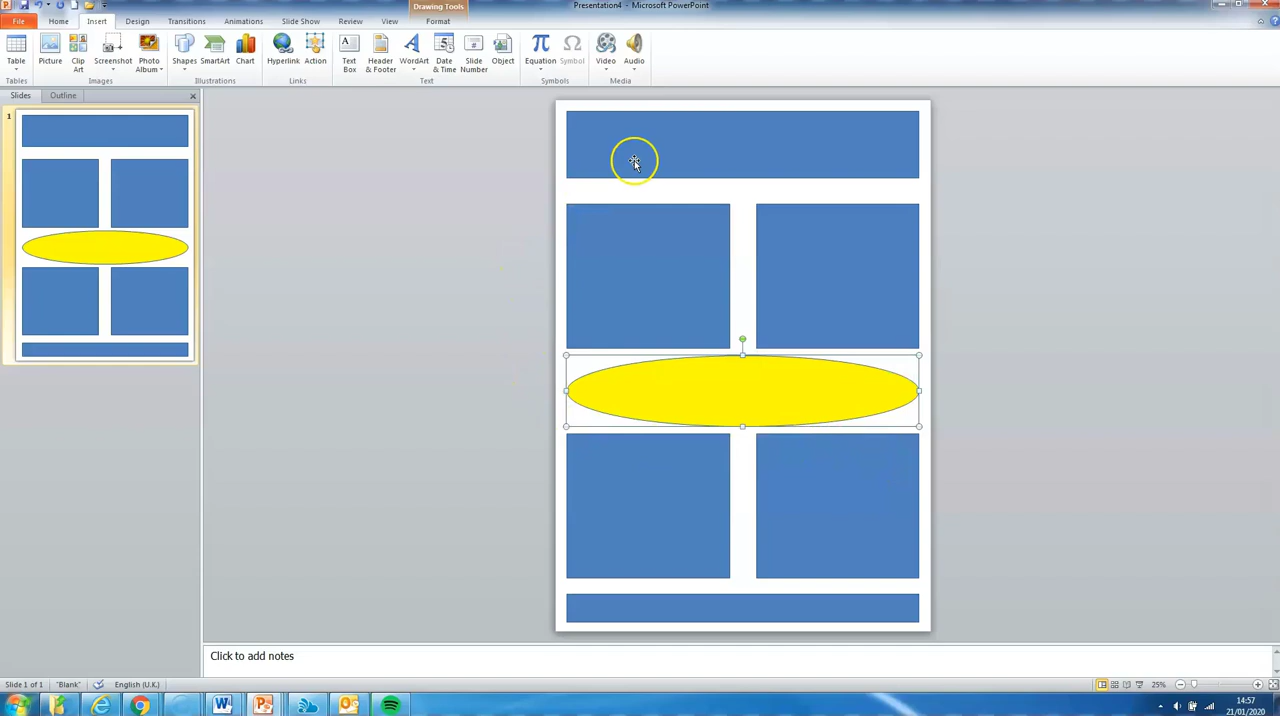 Drawing Tools
Presentation4 - Microsoft PowerPoint
File Home Insert Design Transitions Animations Slide Show Review View Format
Table Picture Clip Art Screenshot Photo Album Shapes SmartArt Chart Hyperlink Action Text Box Header & Footer WordArt Date & Time Slide Number Object Equation Symbol Video Audio
Tables Images Illustrations Links Text Symbols Media
Slides Outline
1
Click to add notes
Slide 1 of 1 "Blank" English (U.K.) 25%
14:57
21/01/2020